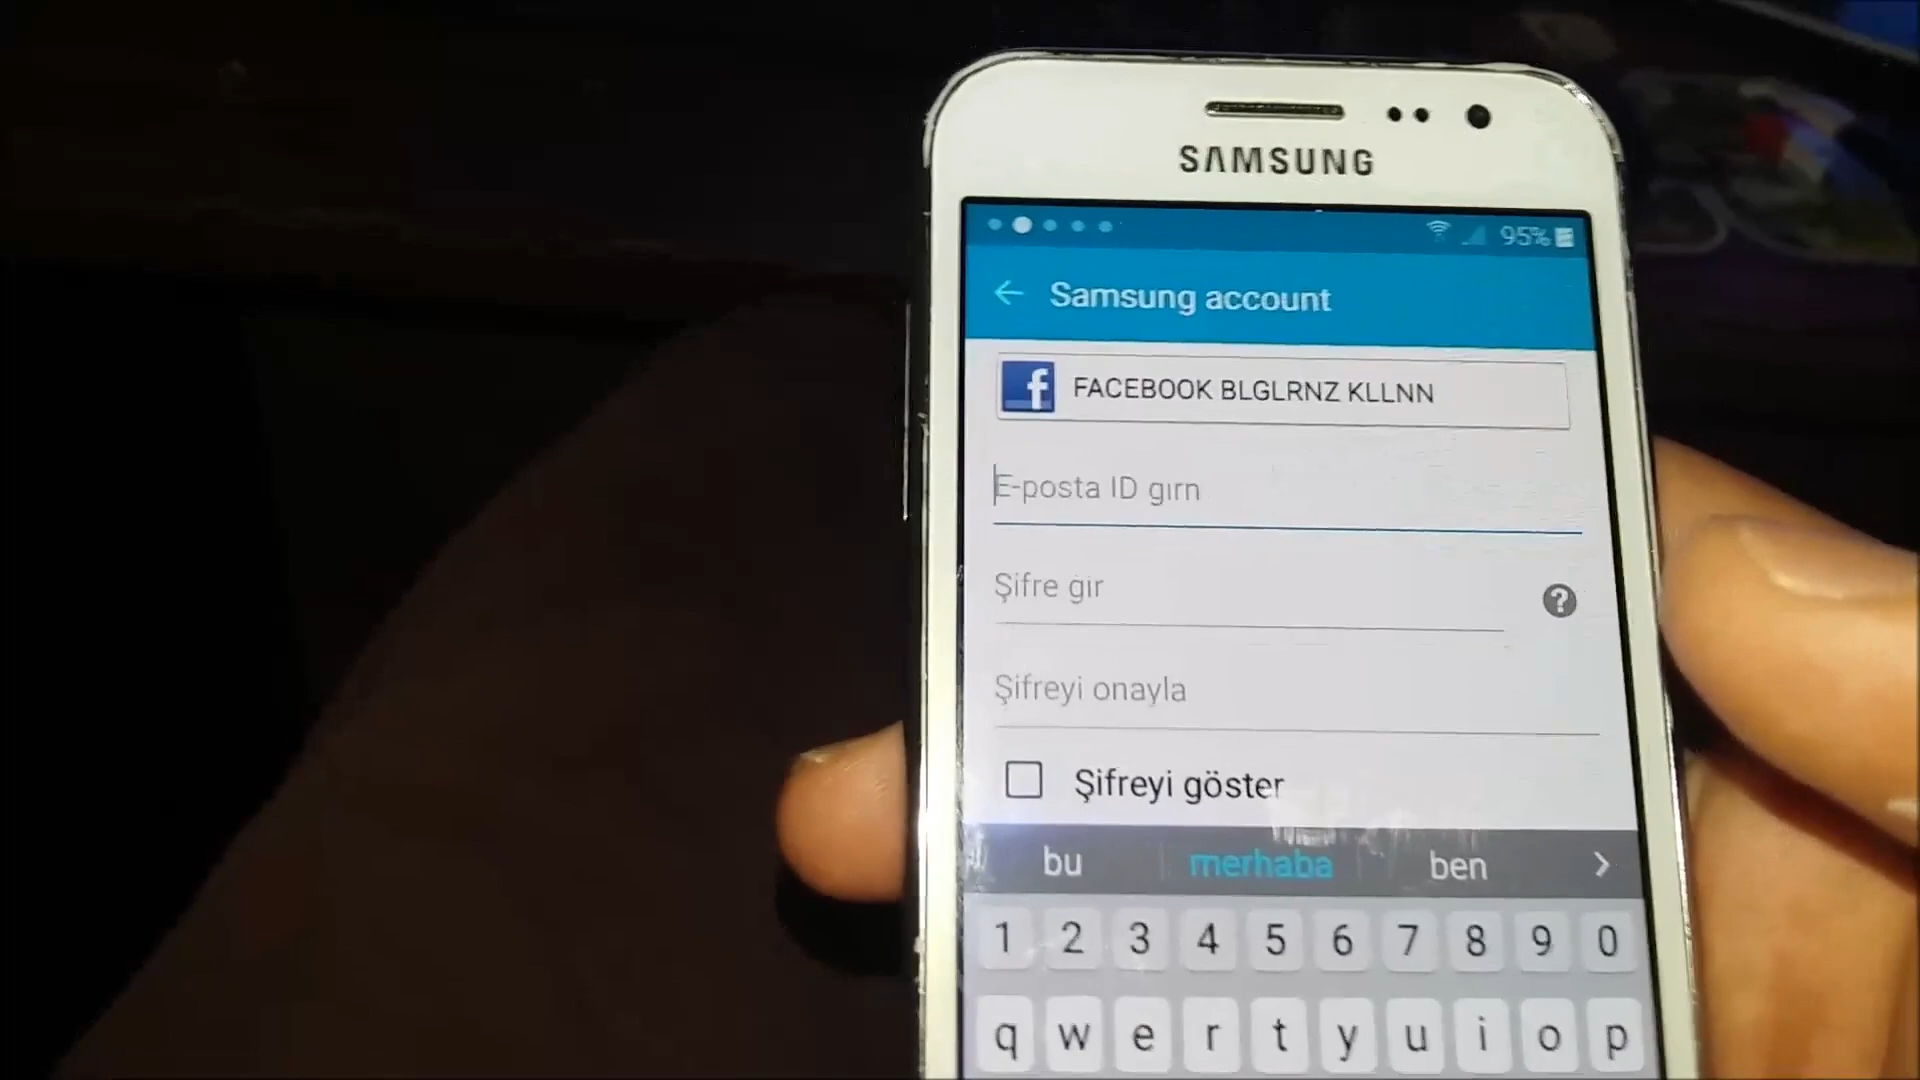 SAMSUNG
95%
Samsung account
f FACEBOOK BLGLRNZ KLLNN
E-posta ID gırn
Şifre gır
?
Şifreyi onayla
Şifreyi göster
bu merhaba ben
1 2 3 4 5 6 7 8 9 0
q w e r t y u i o p